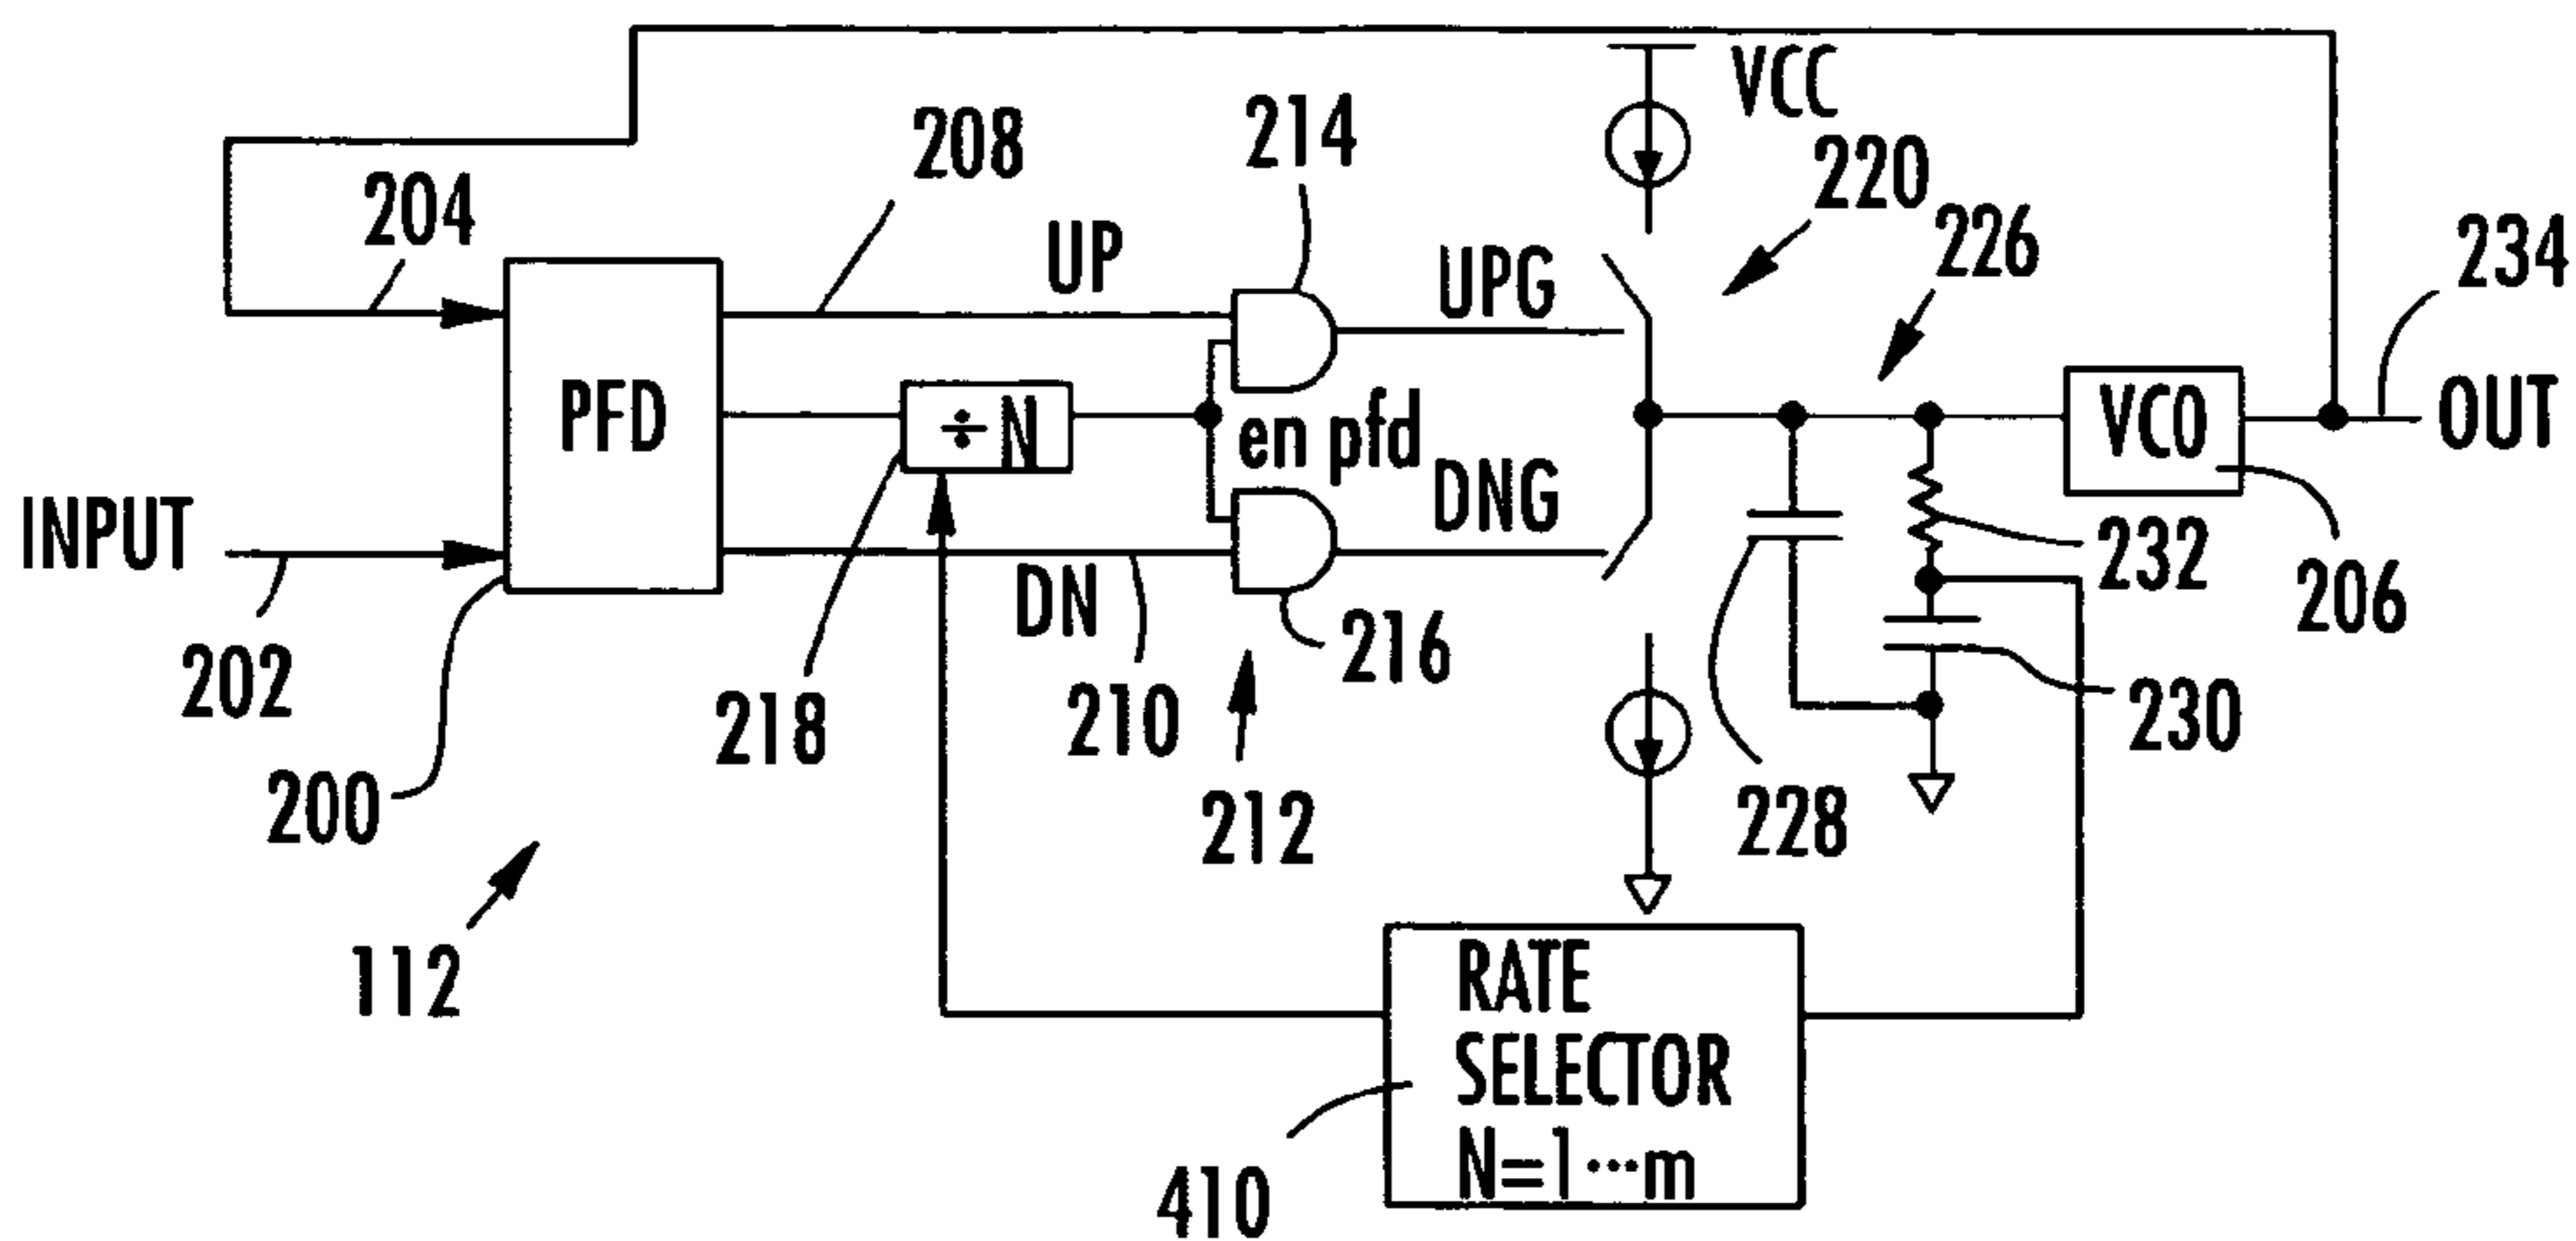 VCC
214
208
220
204
226
234
UP
UPG
PFD
÷ N
en pfd
VCO
OUT
INPUT
DNG
232
DN
206
202
216
218
210
230
200
212
228
112
RATE
SELECTOR
N=1···m
410